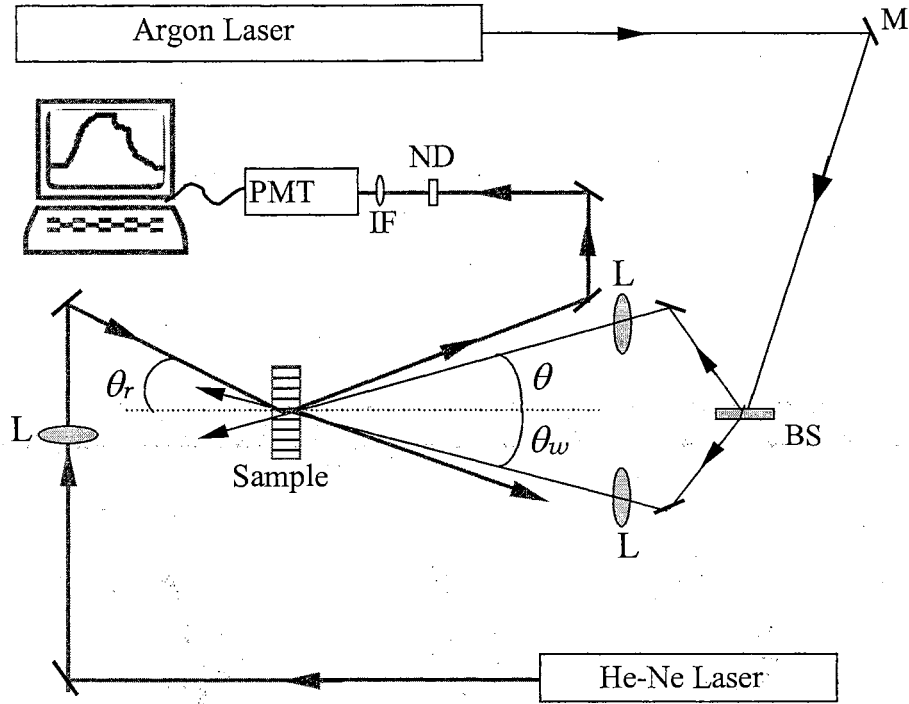 Argon Laser
M
ND
PMT
IF
L
θr
θ
L
BS
θw
Sample
L
He-Ne Laser